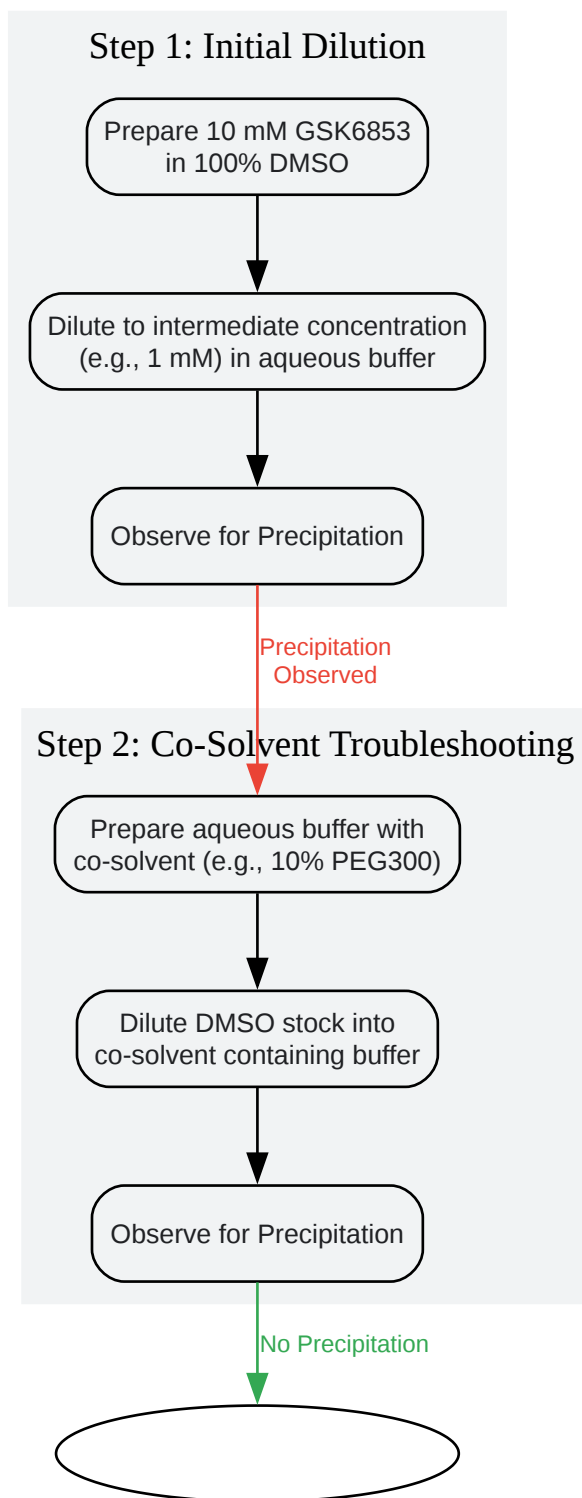 Step 1: Initial Dilution
Prepare 10 mM GSK6853
in 100% DMSO
Dilute to intermediate concentration
(e.g., 1 mM) in aqueous buffer
Observe for Precipitation
Precipitation
Observed
Step 2: Co-Solvent Troubleshooting
Prepare aqueous buffer with
co-solvent (e.g., 10% PEG300)
Dilute DMSO stock into
co-solvent containing buffer
Observe for Precipitation
No Precipitation